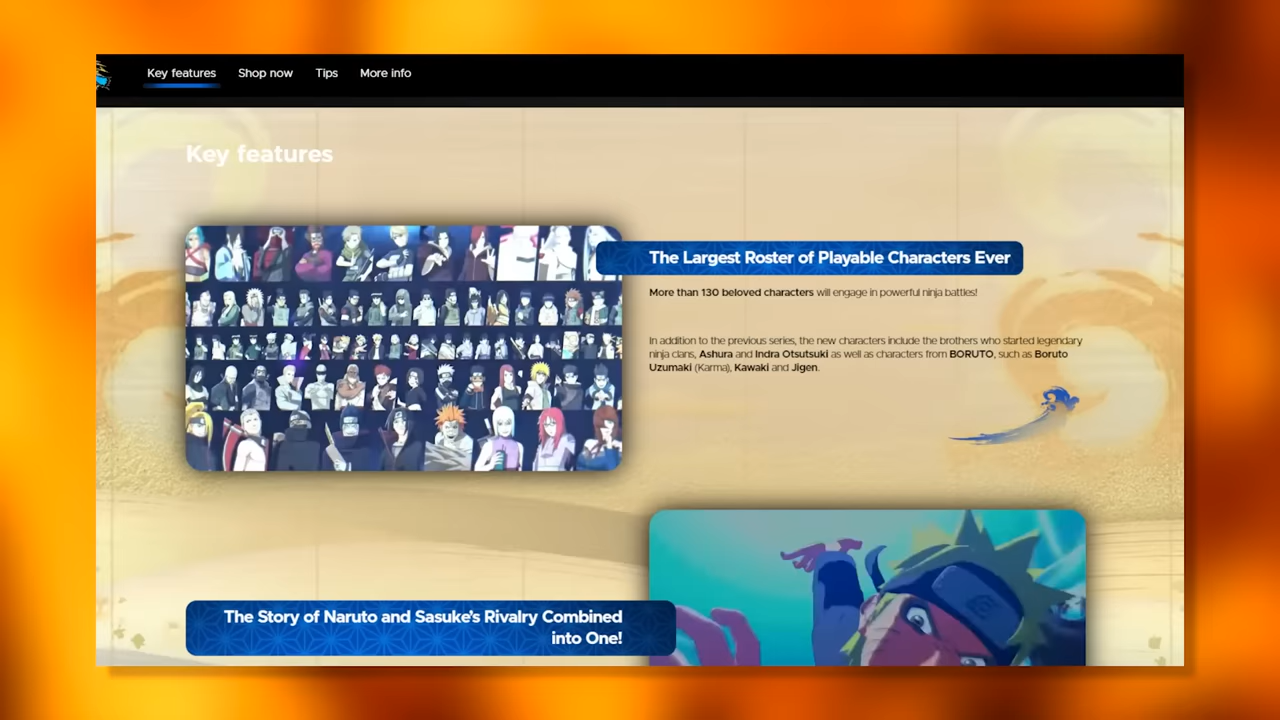 Key features Shop now Tips More info
Key features
The Largest Roster of Playable Characters Ever
More than 130 beloved characters will engage in powerful ninja battles!
In addition to the previous series, the new characters include the brothers who started legendary
ninja clans, Ashura and Indra Otsutsuki as well as characters from BORUTO, such as Boruto
Uzumaki (Karma), Kawaki and Jigen.
The Story of Naruto and Sasuke's Rivalry Combined
into One!